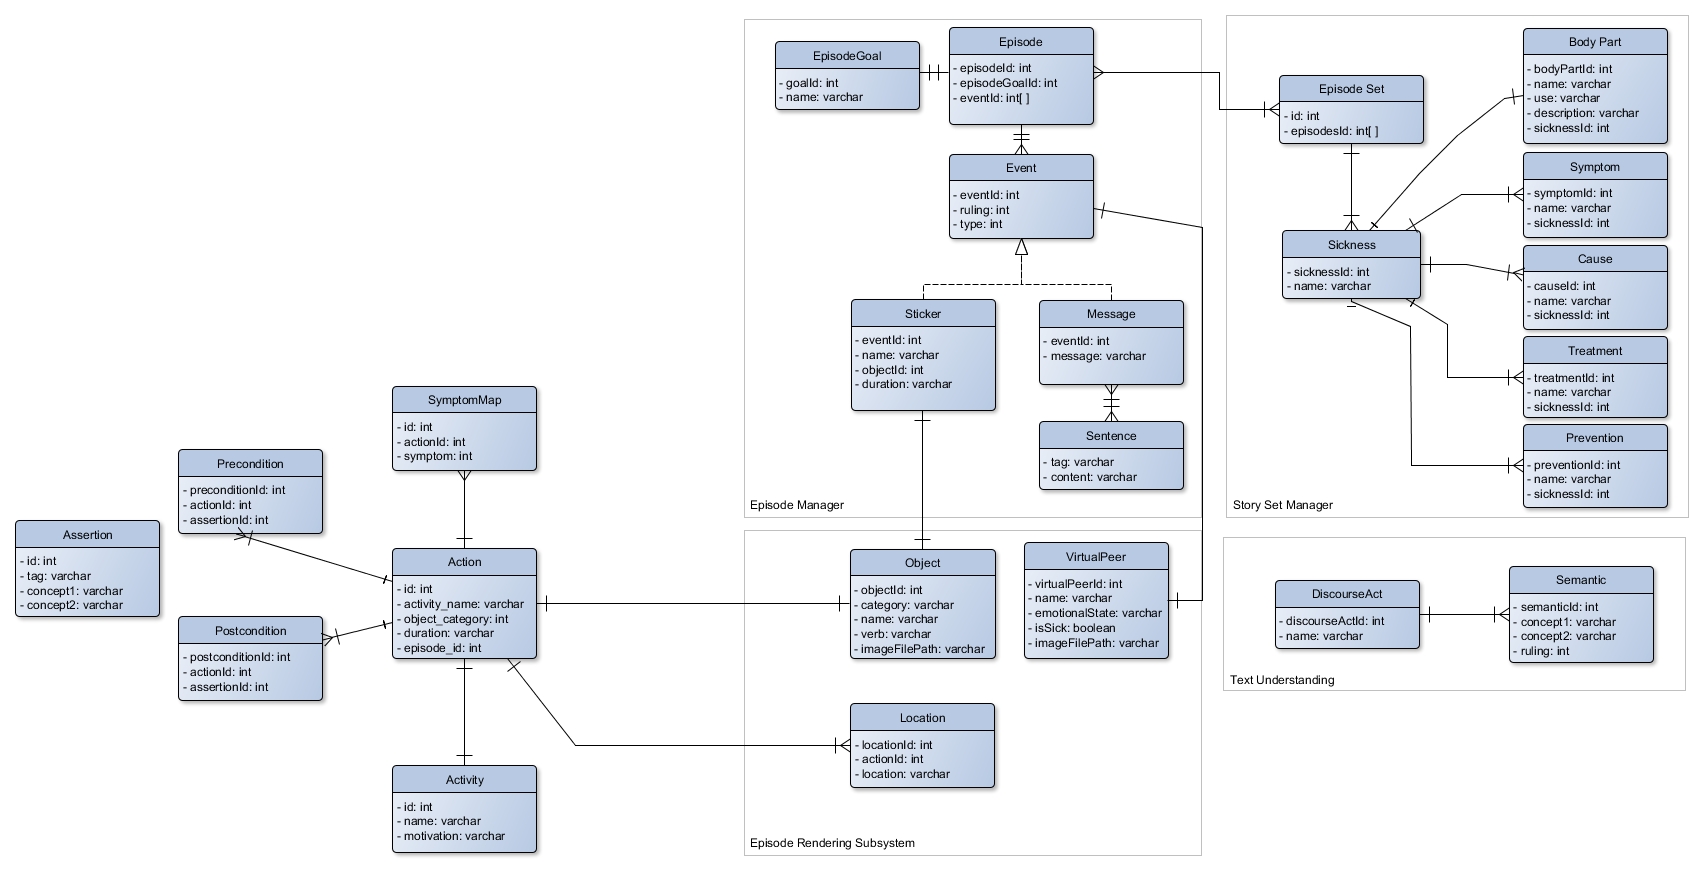 EpisodeGoal
- goalId: int
- name: varchar
Episode
- episodeId: int
- episodeGoalId: int
- eventId: int[ ]
Event
- eventId: int
- ruling: int
- type: int
Sticker
- eventId: int
- name: varchar
- objectId: int
- duration: varchar
Message
- eventId: int
- message: varchar
Sentence
- tag: varchar
- content: varchar
Episode Manager
Episode Set
- id: int
- episodesId: int[ ]
Sickness
- sicknessId: int
- name: varchar
Body Part
- bodyPartId: int
- name: varchar
- use: varchar
- description: varchar
- sicknessId: int
Symptom
- symptomId: int
- name: varchar
- sicknessId: int
Cause
- causeId: int
- name: varchar
- sicknessId: int
Treatment
- treatmentId: int
- name: varchar
- sicknessId: int
Prevention
- preventionId: int
- name: varchar
- sicknessId: int
Story Set Manager
SymptomMap
- id: int
- actionId: int
- symptom: int
Precondition
- preconditionId: int
- actionId: int
- assertionId: int
Assertion
- id: int
- tag: varchar
- concept1: varchar
- concept2: varchar
Postcondition
- postconditionId: int
- actionId: int
- assertionId: int
Action
- id: int
- activity_name: varchar
- object_category: int
- duration: varchar
- episode_id: int
Activity
- id: int
- name: varchar
- motivation: varchar
Object
- objectId: int
- category: varchar
- name: varchar
- verb: varchar
- imageFilePath: varchar
VirtualPeer
- virtualPeerId: int
- name: varchar
- emotionalState: varchar
- isSick: boolean
- imageFilePath: varchar
Location
- locationId: int
- actionId: int
- location: varchar
Episode Rendering Subsystem
DiscourseAct
- discourseActId: int
- name: varchar
Semantic
- semanticId: int
- concept1: varchar
- concept2: varchar
- ruling: int
Text Understanding